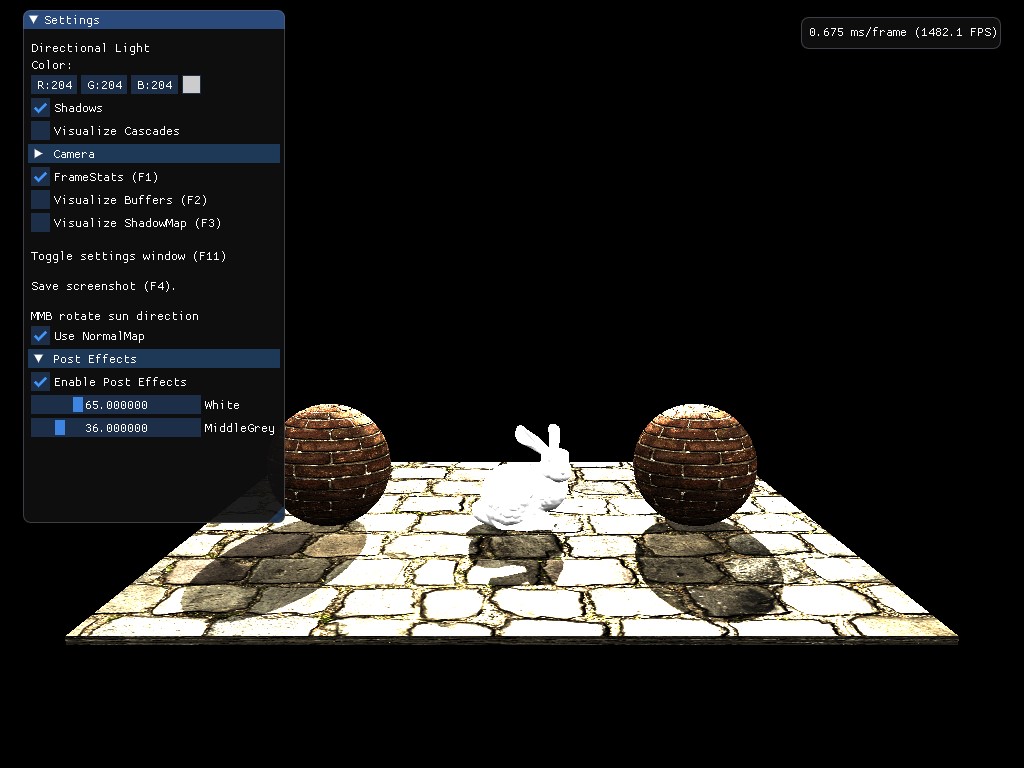 Settings
0.675 ms/frame (1482.1 FPS)
Directional Light
Color:
R:204 G:204 B:204
Shadows
Visualize Cascades
Camera
FrameStats (F1)
Visualize Buffers (F2)
Visualize ShadowMap (F3)
Toggle settings window (F11)
Save screenshot (F4).
MMB rotate sun direction
Use NormalMap
Post Effects
Enable Post Effects
65.000000 White
36.000000 MiddleGrey